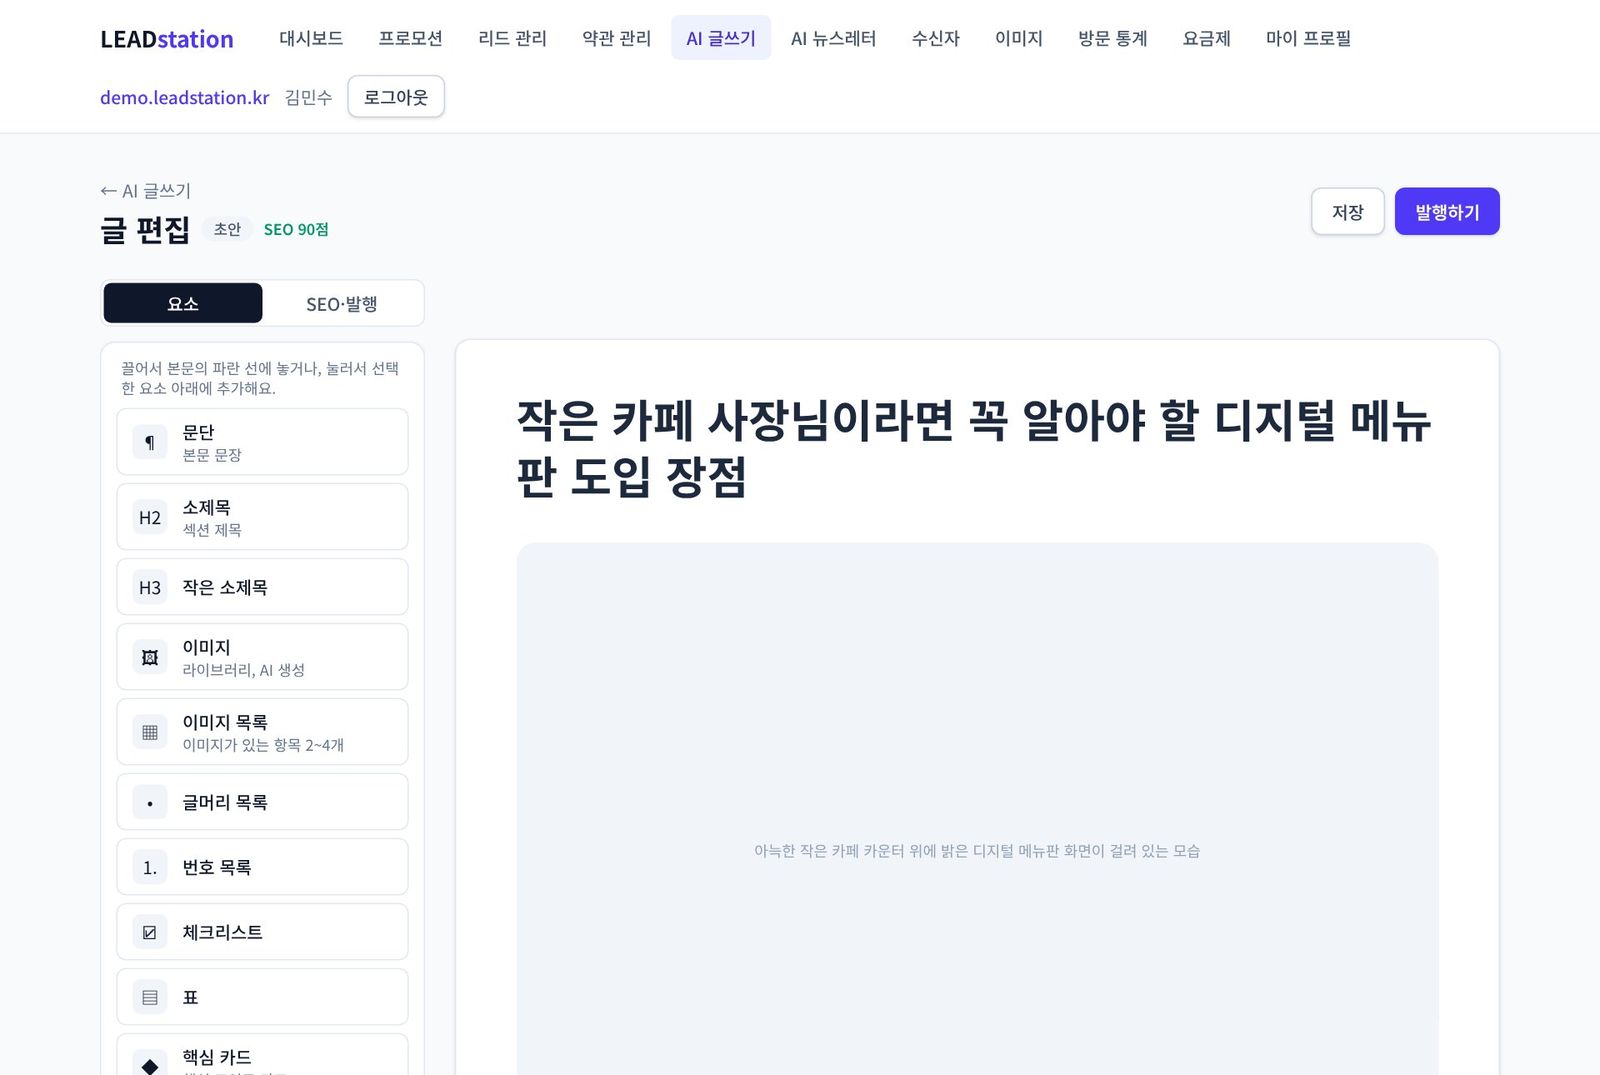 LEADstation 대시보드 프로모션 리드 관리 약관 관리 AI 글쓰기 AI 뉴스레터 수신자 이미지 방문 통계 요금제 마이 프로필
demo.leadstation.kr 김민수 로그아웃
← AI 글쓰기
글 편집 초안 SEO 90점
저장 발행하기
요소 SEO·발행
끌어서 본문의 파란 선에 놓거나, 눌러서 선택
한 요소 아래에 추가해요.
¶ 문단
본문 문장
H2 소제목
섹션 제목
H3 작은 소제목
이미지
라이브러리, AI 생성
이미지 목록
이미지가 있는 항목 2~4개
• 글머리 목록
1. 번호 목록
체크리스트
표
핵심 카드
작은 카페 사장님이라면 꼭 알아야 할 디지털 메뉴
판 도입 장점
아늑한 작은 카페 카운터 위에 밝은 디지털 메뉴판 화면이 걸려 있는 모습